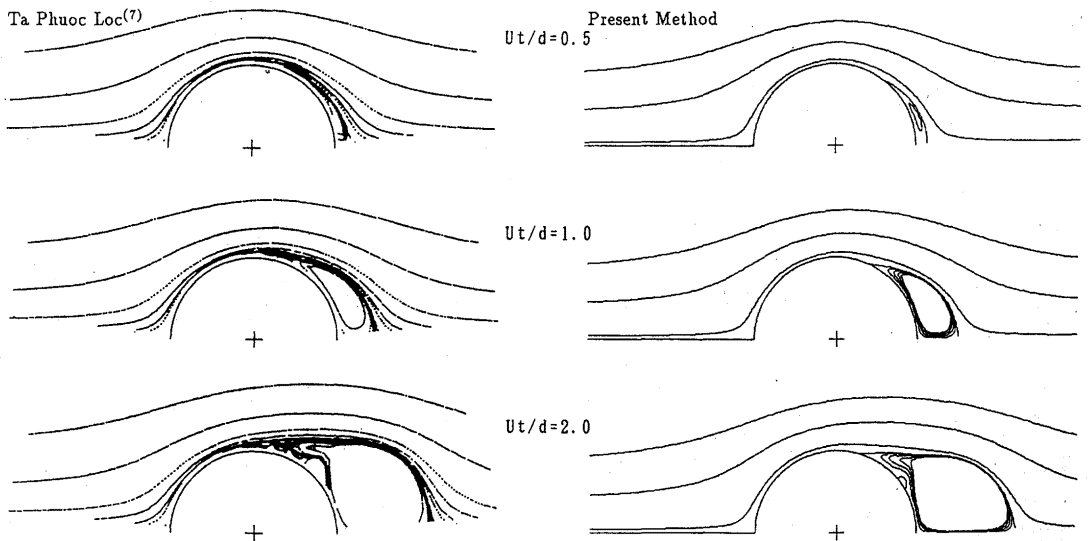 Ta Phuoc Loc(7)
Present Method
Ut/d=0.5
Ut/d=1.0
Ut/d=2.0